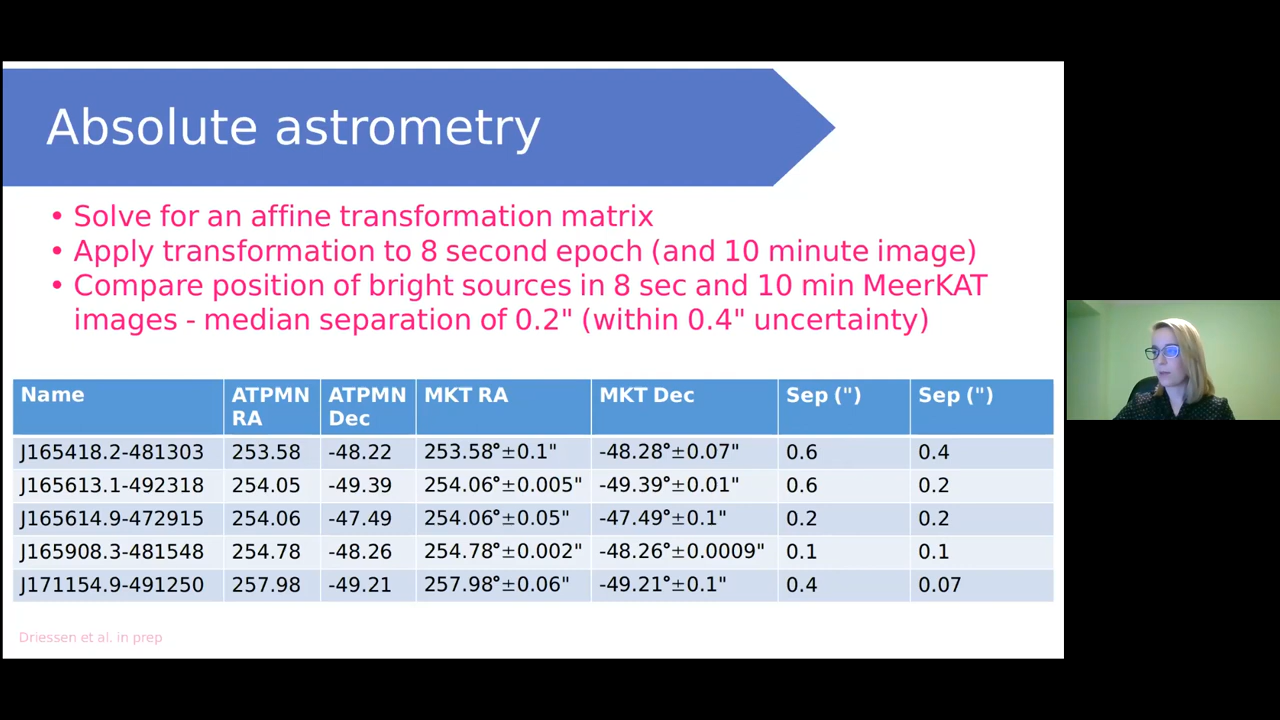 Absolute astrometry
• Solve for an affine transformation matrix
• Apply transformation to 8 second epoch (and 10 minute image)
• Compare position of bright sources in 8 sec and 10 min MeerKAT
images - median separation of 0.2" (within 0.4" uncertainty)
Name ATPMN RA ATPMN Dec MKT RA MKT Dec Sep (") Sep (")
J165418.2-481303 253.58 -48.22 253.58°±0.1" -48.28°±0.07" 0.6 0.4
J165613.1-492318 254.05 -49.39 254.06°±0.005" -49.39°±0.01" 0.6 0.2
J165614.9-472915 254.06 -47.49 254.06°±0.05" -47.49°±0.1" 0.2 0.2
J165908.3-481548 254.78 -48.26 254.78°±0.002" -48.26°±0.0009" 0.1 0.1
J171154.9-491250 257.98 -49.21 257.98°±0.06" -49.21°±0.1" 0.4 0.07
Driessen et al. in prep